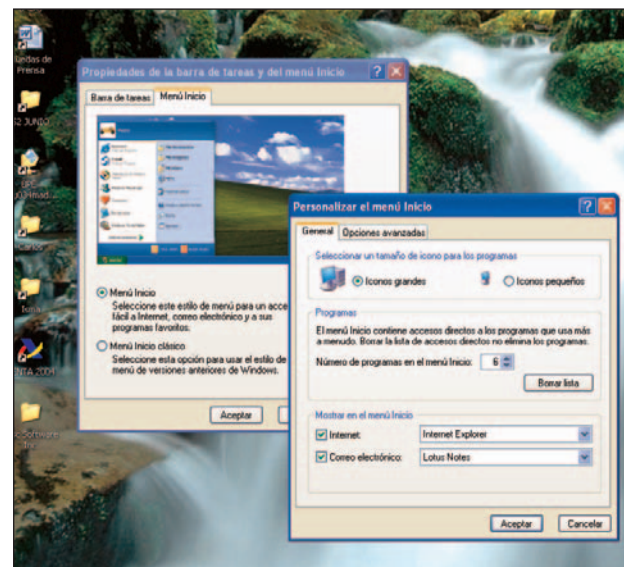 Prensa
Propiedades de la barra de tareas y del menú Inicio
Barra de tareas Menú Inicio
Menú Inicio
Seleccione este estilo de menú para un acce
fácil a Internet, correo electrónico y a sus
programas favoritos.
Menú Inicio clásico
Seleccione esta opción para usar el estilo de
menú de versiones anteriores de Windows.
Aceptar
Personalizar el menú Inicio
General Opciones avanzadas
Seleccionar un tamaño de icono para los programas
Iconos grandes Iconos pequeños
Programas
El menú Inicio contiene accesos directos a los programas que usa más
a menudo. Borrar la lista de accesos directos no elimina los programas.
Número de programas en el menú Inicio: 6
Borrar lista
Mostrar en el menú Inicio
Internet: Internet Explorer
Correo electrónico: Lotus Notes
Aceptar Cancelar
Carlos